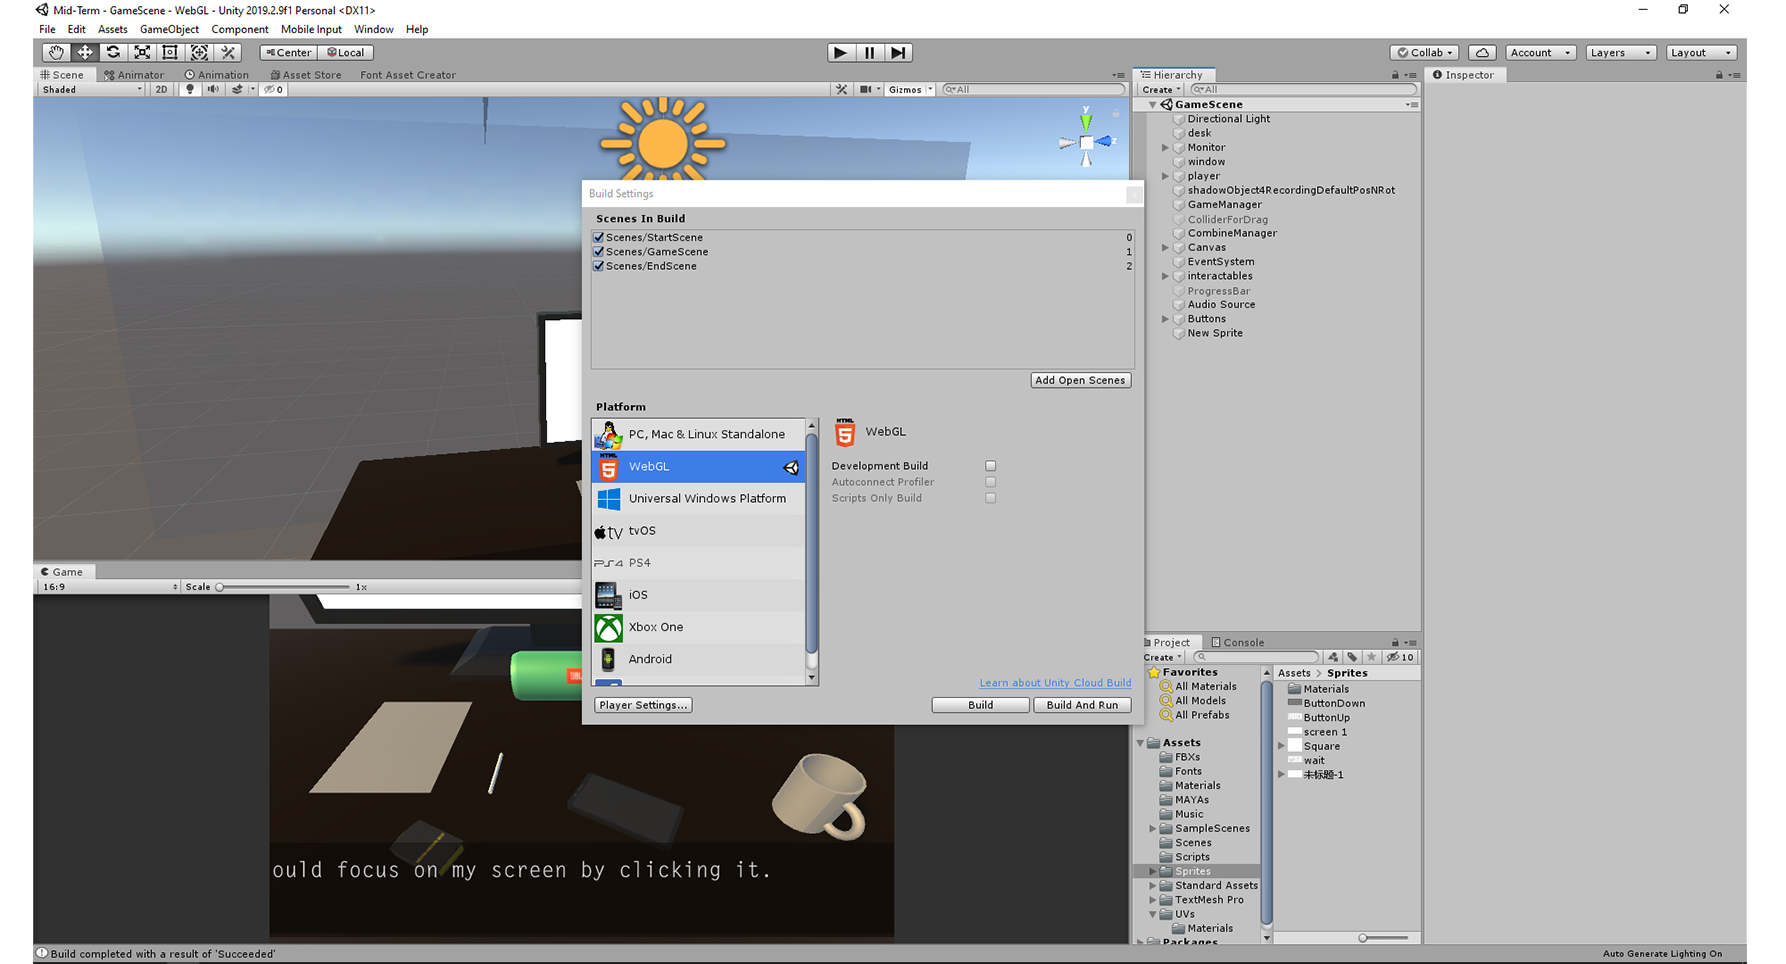 Mid-Term - GameScene - WebGL - Unity 2019.2.9f1 Personal <DX11>
File Edit Assets GameObject Component Mobile Input Window Help
Center Local
Collab Account Layers Layout
Scene Animator Animation Asset Store Font Asset Creator
Shaded 2D 0 Gizmos All
y
z
Build Settings
Scenes In Build
Scenes/StartScene 0
Scenes/GameScene 1
Scenes/EndScene 2
Add Open Scenes
Platform
PC, Mac & Linux Standalone
HTML 5 WebGL
Universal Windows Platform
tv tvOS
PS4 PS4
iOS
Xbox One
Android
HTML 5 WebGL
Development Build
Autoconnect Profiler
Scripts Only Build
Learn about Unity Cloud Build
Player Settings...
Build
Build And Run
Game
16:9 Scale 1x
JBL
ould focus on my screen by clicking it.
Hierarchy
Create All
GameScene
Directional Light
desk
Monitor
window
player
shadowObject4RecordingDefaultPosNRot
GameManager
ColliderForDrag
CombineManager
Canvas
EventSystem
interactables
ProgressBar
Audio Source
Buttons
New Sprite
Inspector
Project Console
Create 10
Favorites
All Materials
All Models
All Prefabs
Assets
FBXs
Fonts
Materials
MAYAs
Music
SampleScenes
Scenes
Scripts
Sprites
Standard Assets
TextMesh Pro
UVs
Materials
Packages
Assets > Sprites
Materials
ButtonDown
ButtonUp
screen 1
Square
wait
未标题-1
Build completed with a result of 'Succeeded'
Auto Generate Lighting On